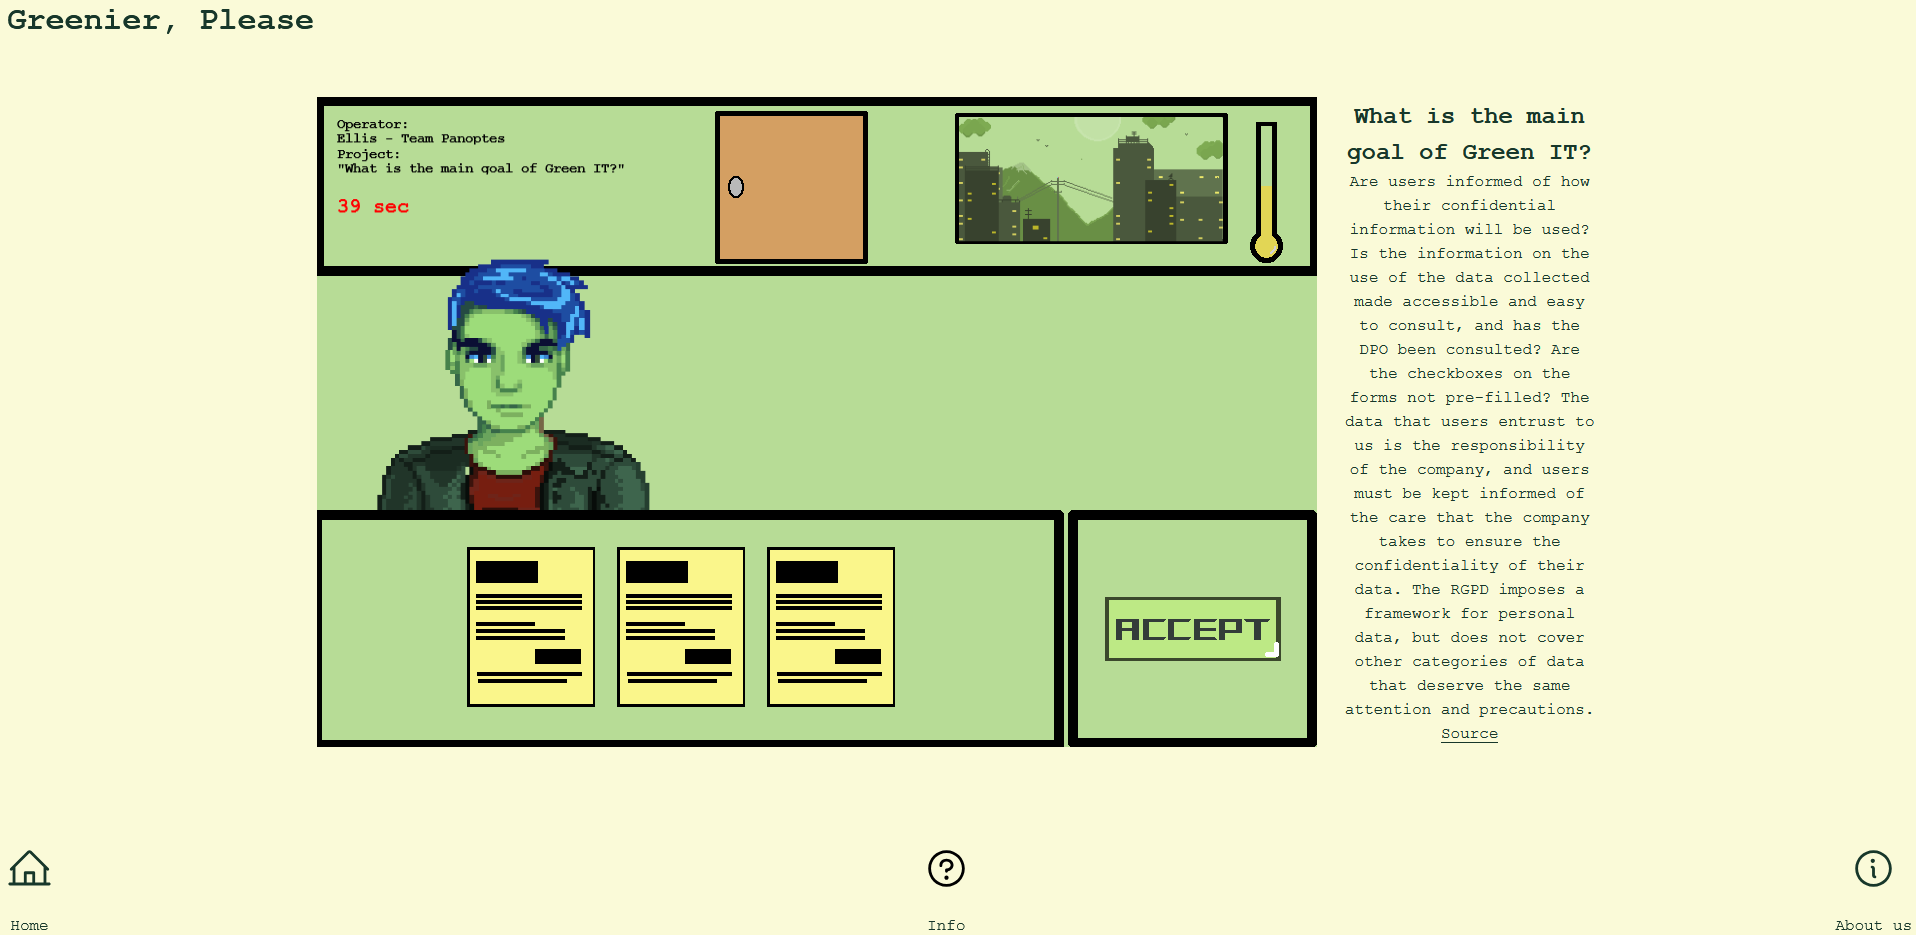 Greenier, Please
Operator:
Ellis - Team Panoptes
Project:
"What is the main goal of Green IT?"
39 sec
ACCEPT
What is the main
goal of Green IT?
Are users informed of how
their confidential
information will be used?
Is the information on the
use of the data collected
made accessible and easy
to consult, and has the
DPO been consulted? Are
the checkboxes on the
forms not pre-filled? The
data that users entrust to
us is the responsibility
of the company, and users
must be kept informed of
the care that the company
takes to ensure the
confidentiality of their
data. The RGPD imposes a
framework for personal
data, but does not cover
other categories of data
that deserve the same
attention and precautions.
Source
Home
Info
About us